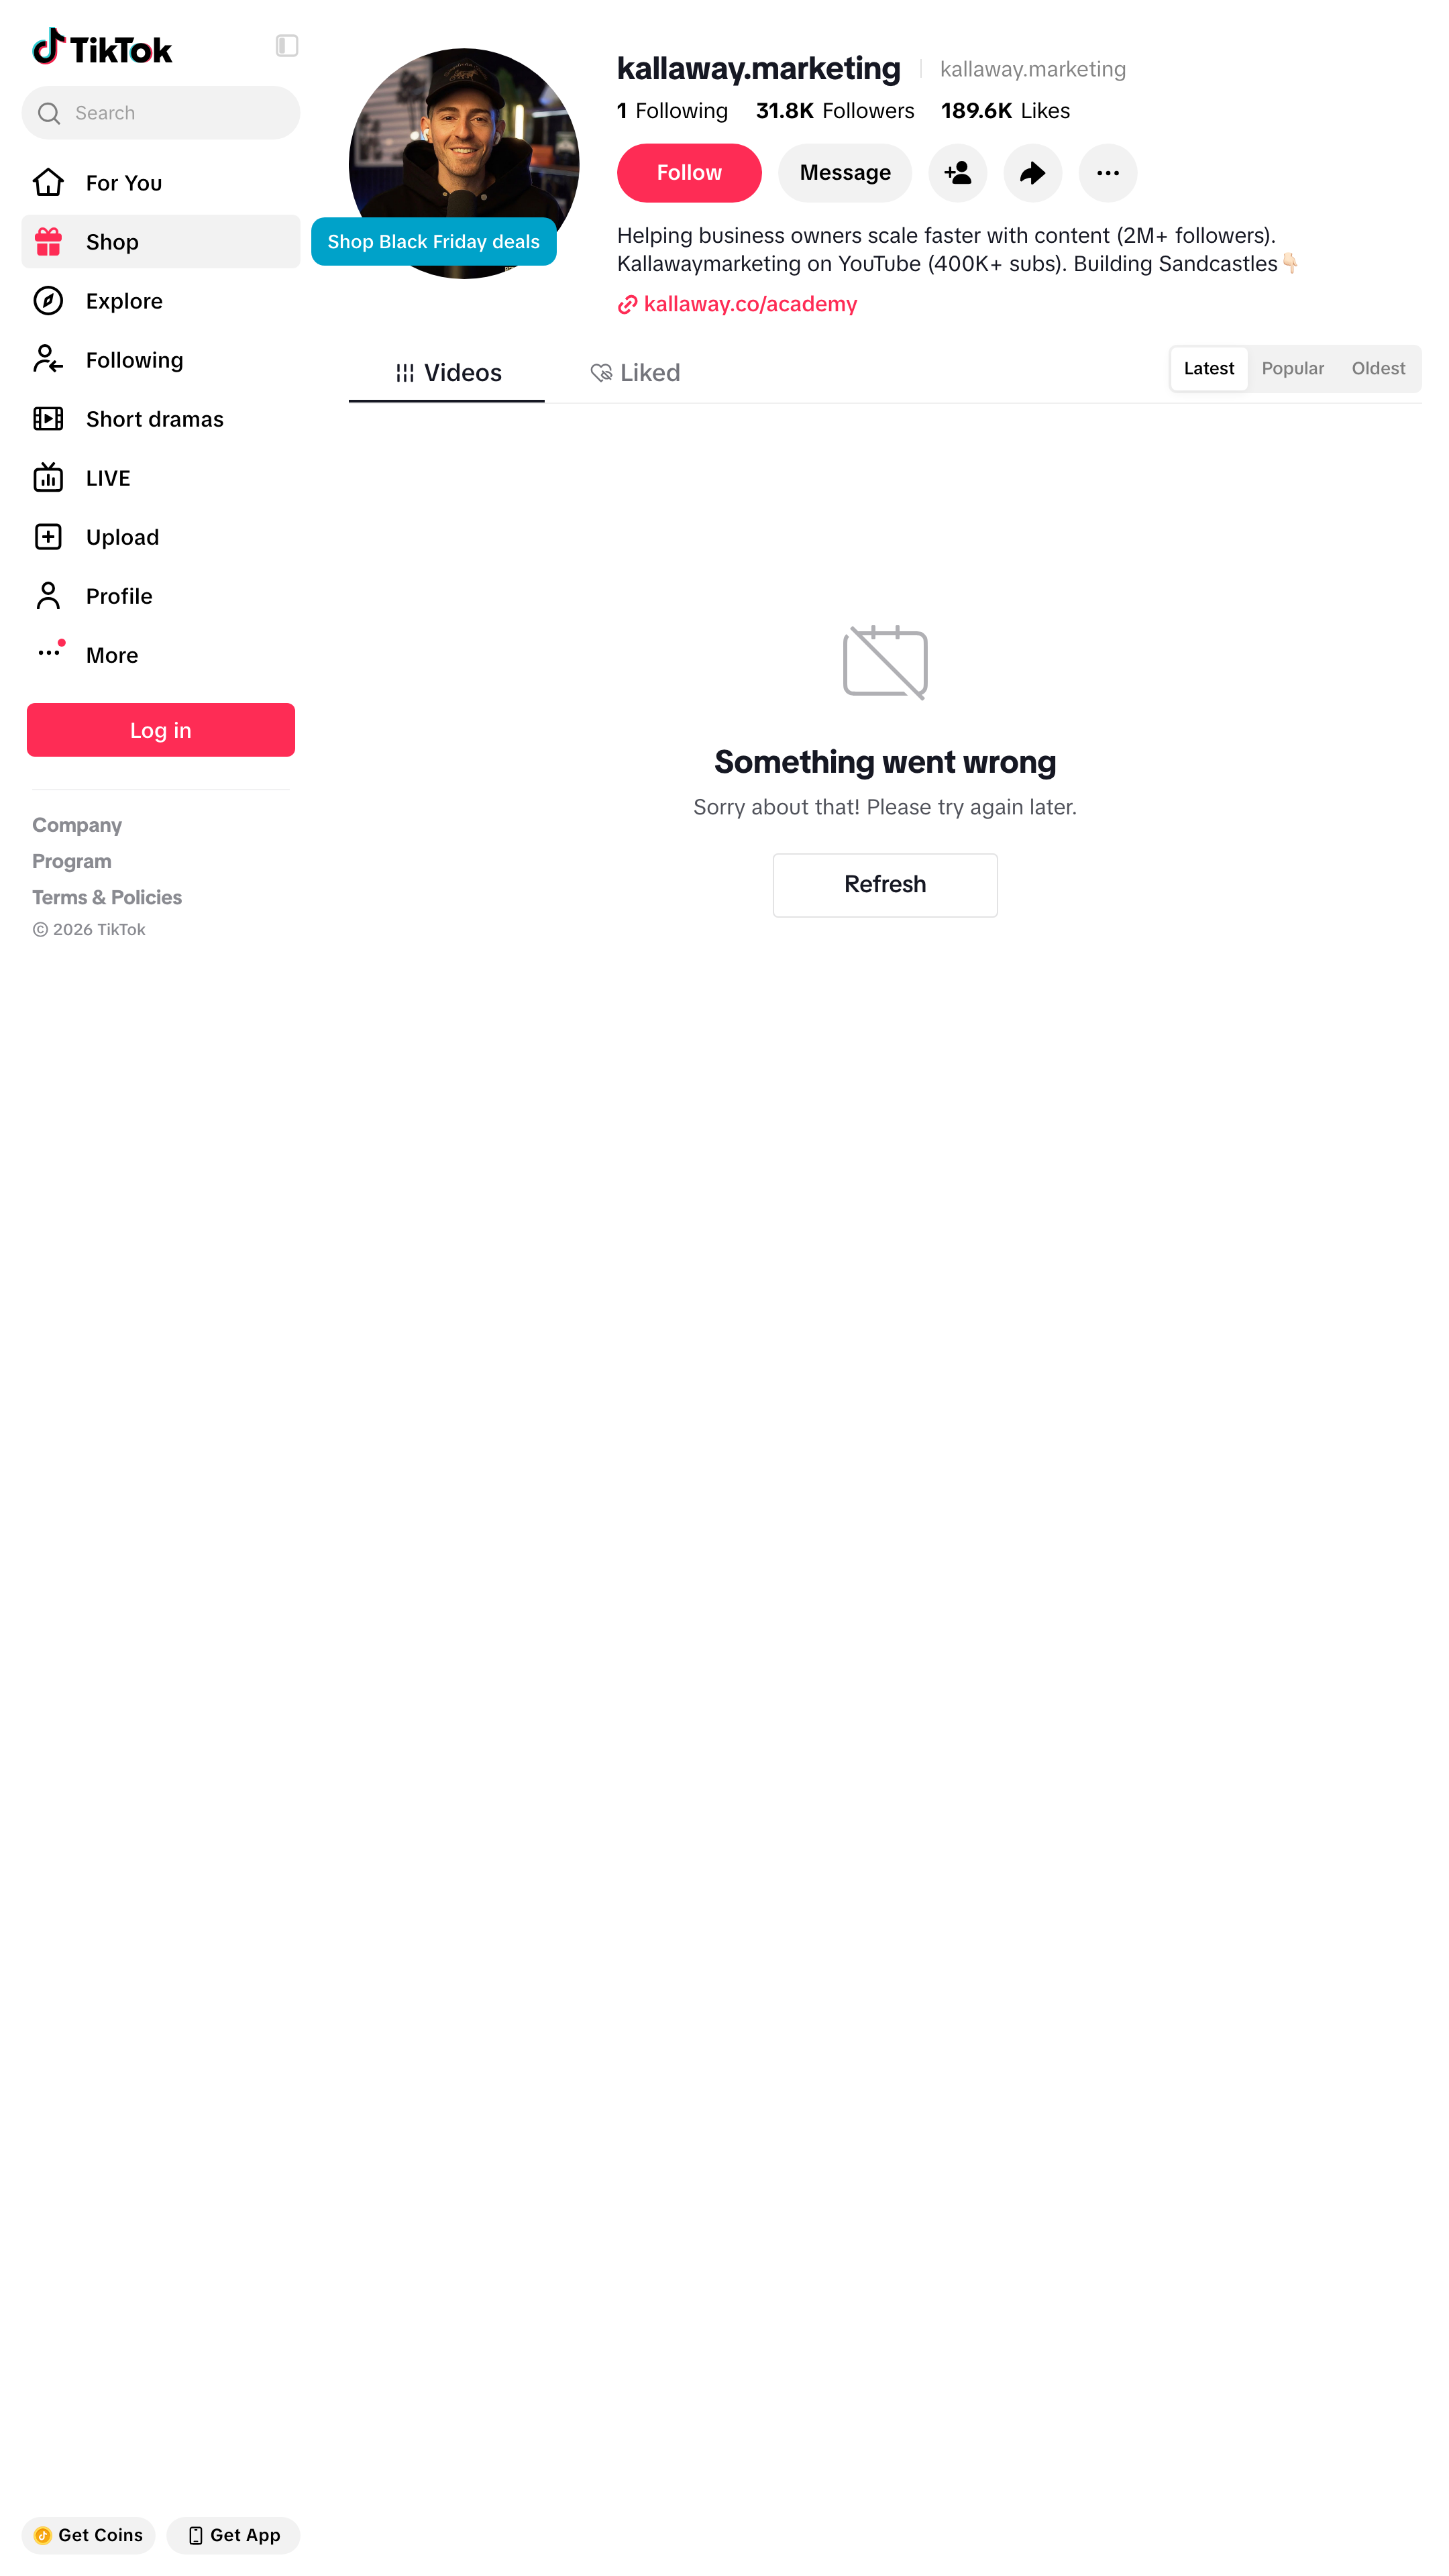 TikTok
Search
For You
Shop
Shop Black Friday deals
Explore
Following
Short dramas
LIVE
Upload
Profile
More
Log in
Company
Program
Terms & Policies
© 2026 TikTok
Get Coins
Get App
kallaway.marketing
kallaway.marketing
1 Following 31.8K Followers 189.6K Likes
Follow
Message
Helping business owners scale faster with content (2M+ followers).
Kallawaymarketing on YouTube (400K+ subs). Building Sandcastles👇🏻
kallaway.co/academy
Videos
Liked
Latest
Popular
Oldest
Something went wrong
Sorry about that! Please try again later.
Refresh